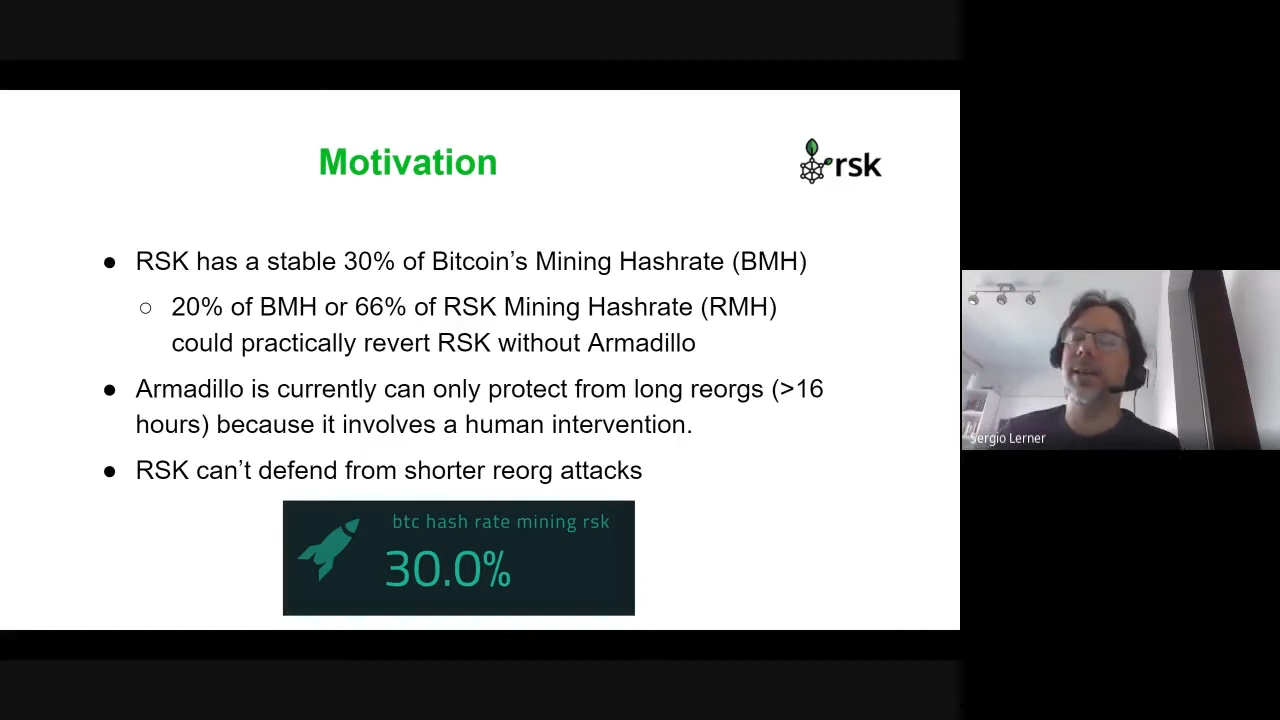 Motivation
rsk
● RSK has a stable 30% of Bitcoin’s Mining Hashrate (BMH)
○ 20% of BMH or 66% of RSK Mining Hashrate (RMH)
could practically revert RSK without Armadillo
● Armadillo is currently can only protect from long reorgs (>16
hours) because it involves a human intervention.
● RSK can’t defend from shorter reorg attacks
btc hash rate mining rsk
30.0%
Sergio Lerner